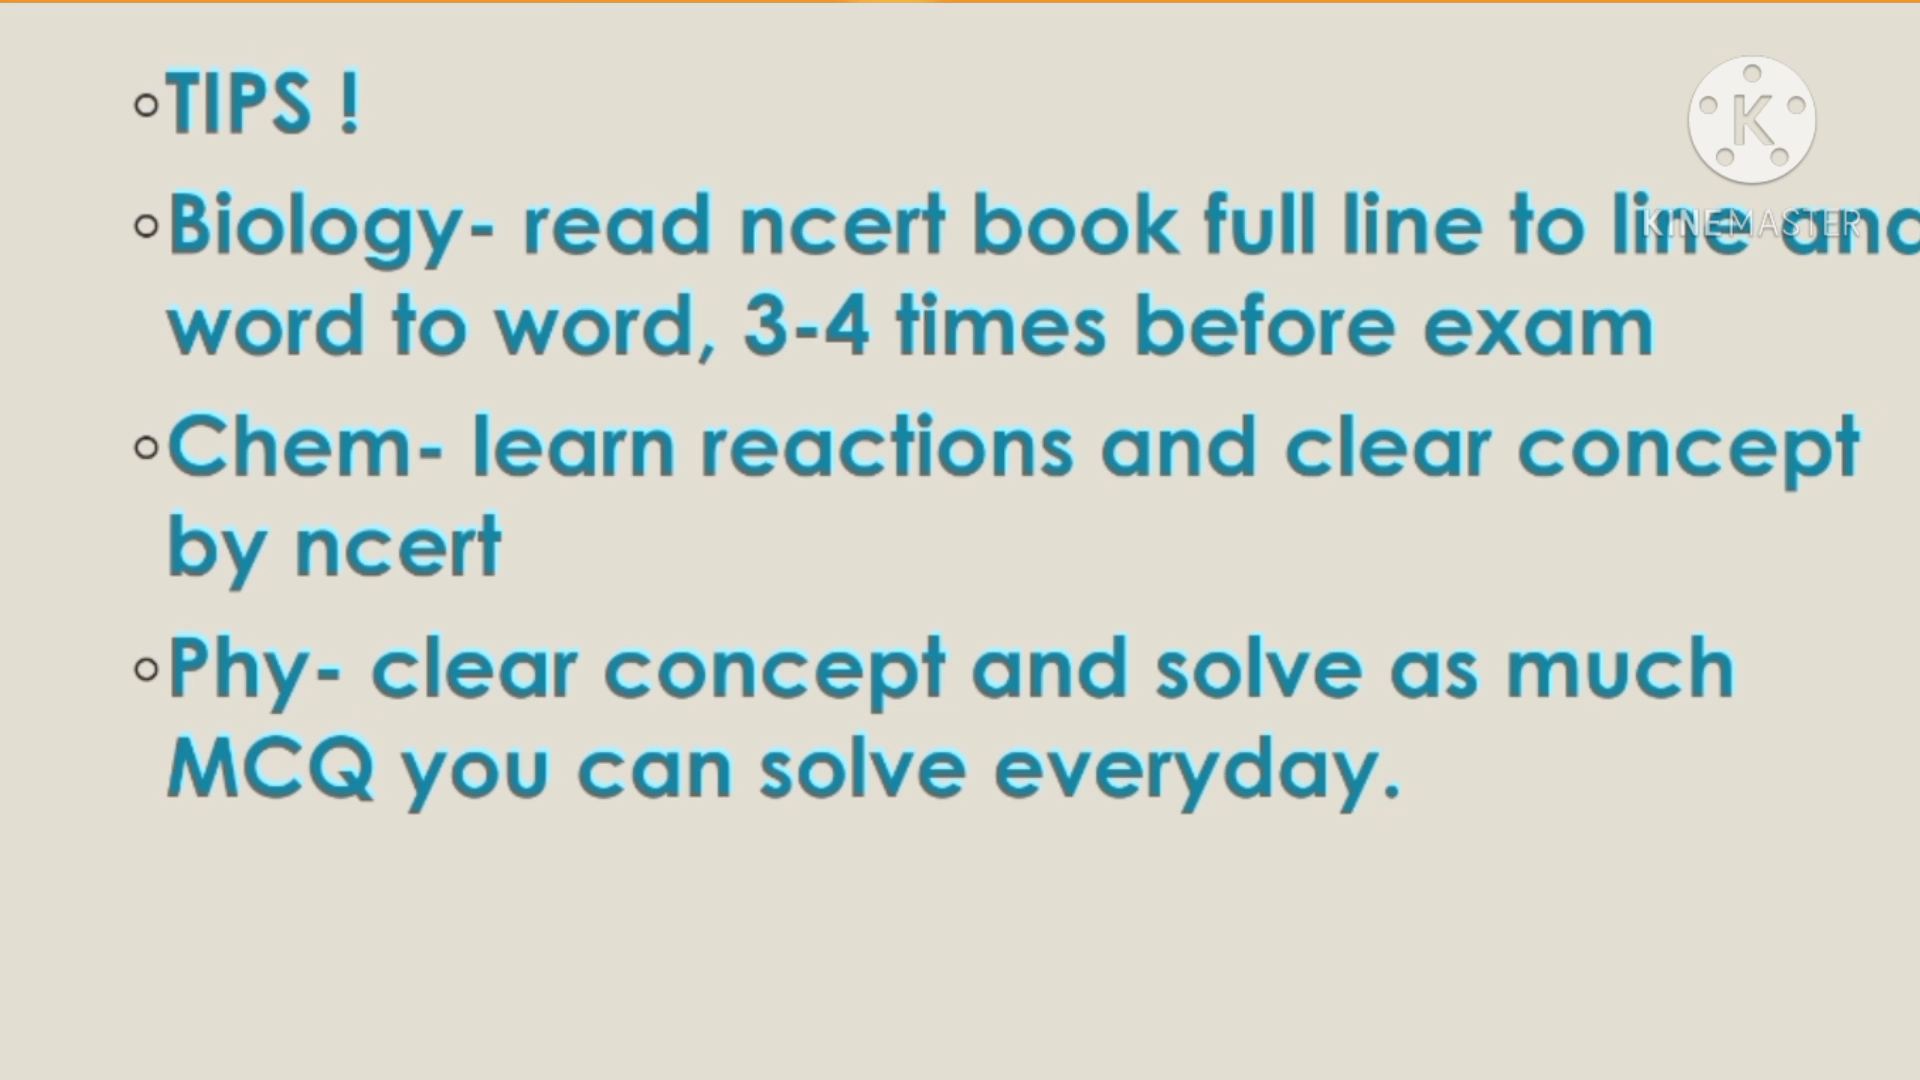 TIPS !
Biology- read ncert book full line to line and
word to word, 3-4 times before exam
Chem- learn reactions and clear concept
by ncert
Phy- clear concept and solve as much
MCQ you can solve everyday.
K
KINEMASTER